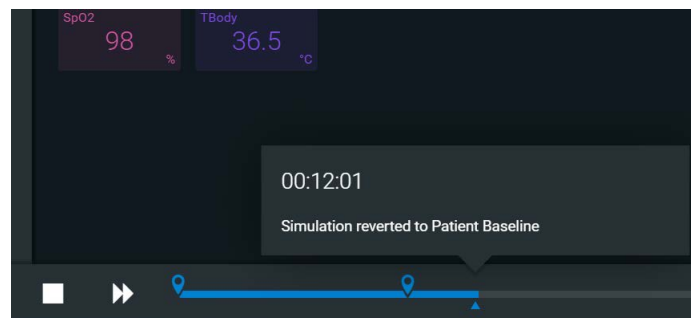 SpO2
98
%
TBody
36.5
°C
00:12:01
Simulation reverted to Patient Baseline